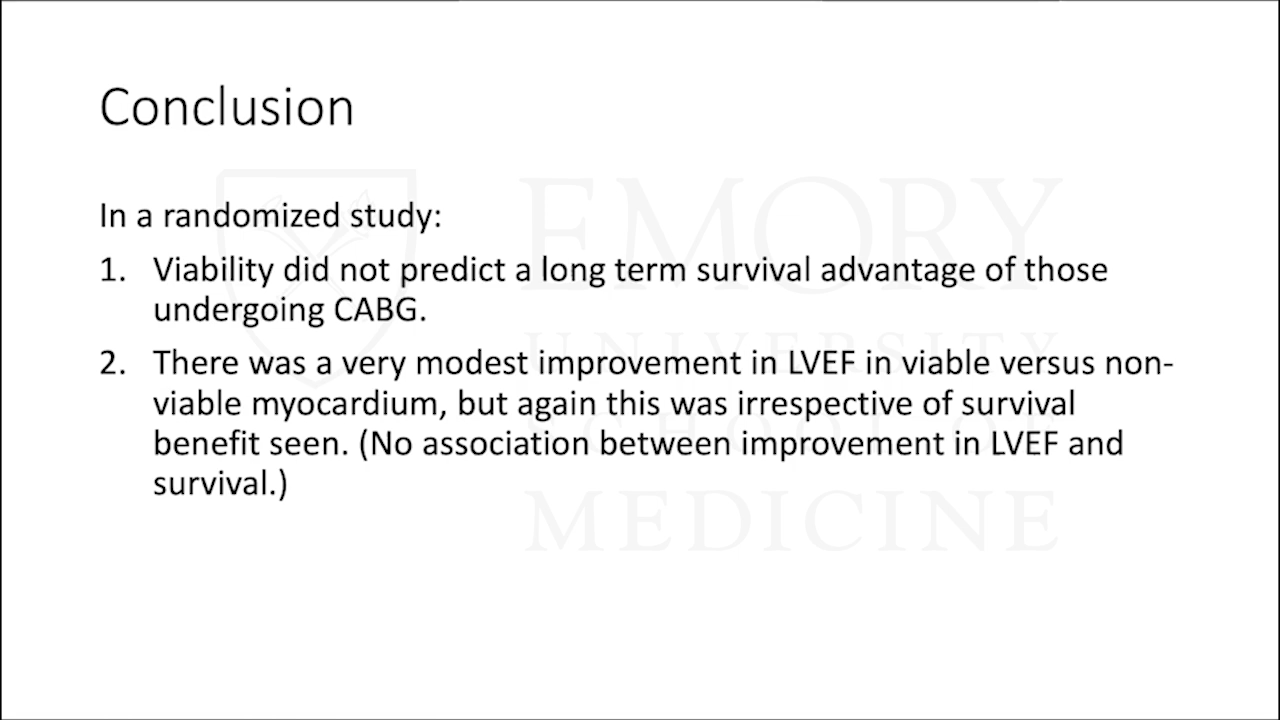 Conclusion
In a randomized study:
1. Viability did not predict a long term survival advantage of those
undergoing CABG.
2. There was a very modest improvement in LVEF in viable versus non-
viable myocardium, but again this was irrespective of survival
benefit seen. (No association between improvement in LVEF and
survival.)
EMORY
UNIVERSITY
SCHOOL OF
MEDICINE